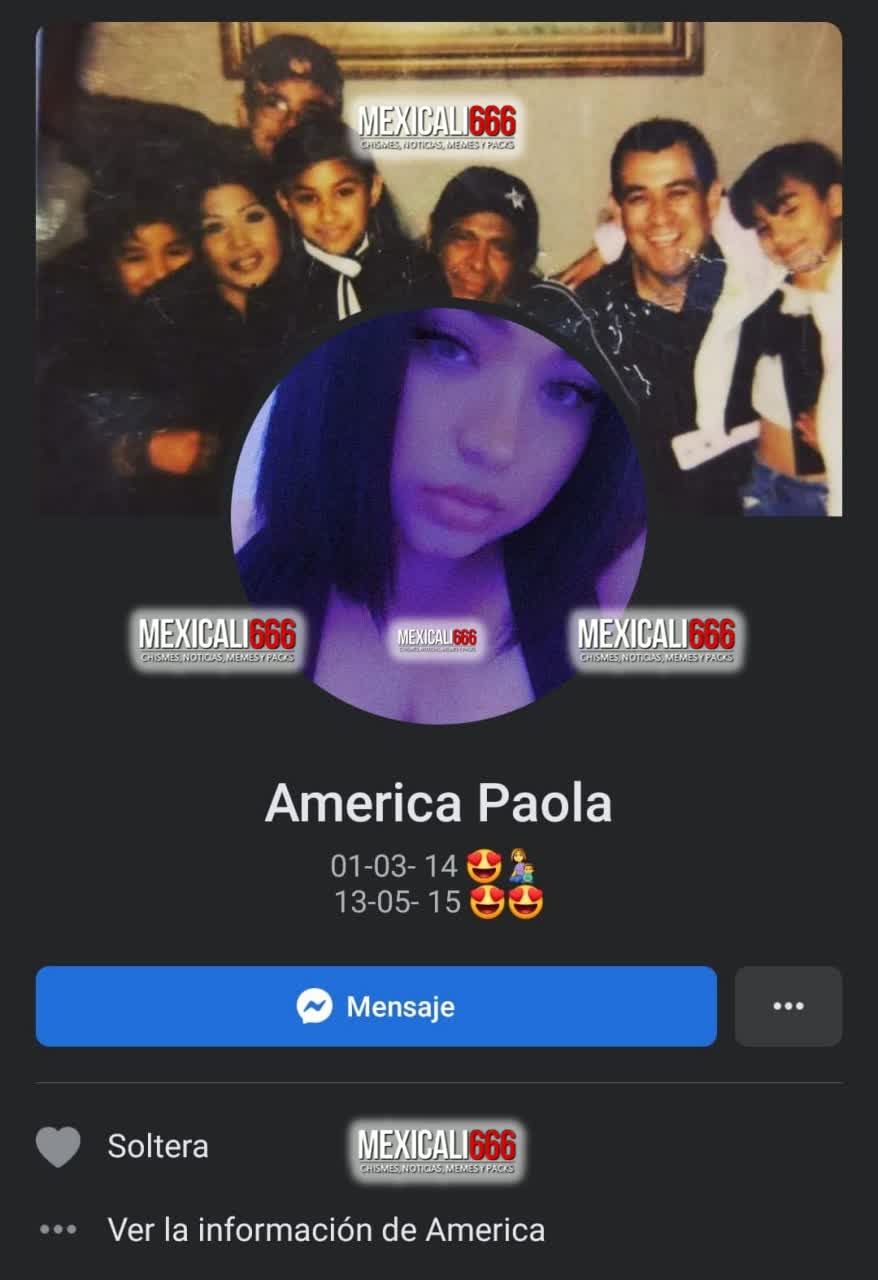 MEXICALI666
CHISMES, NOTICIAS, MEMES Y PACKS
MEXICALI666
CHISMES, NOTICIAS, MEMES Y PACKS
MEXICALI666
CHISMES, NOTICIAS, MEMES Y PACKS
MEXICALI666
CHISMES, NOTICIAS, MEMES Y PACKS
America Paola
01-03- 14 😍👩‍👦
13-05- 15 😍😍
Mensaje
Soltera
MEXICALI666
CHISMES, NOTICIAS, MEMES Y PACKS
Ver la información de America